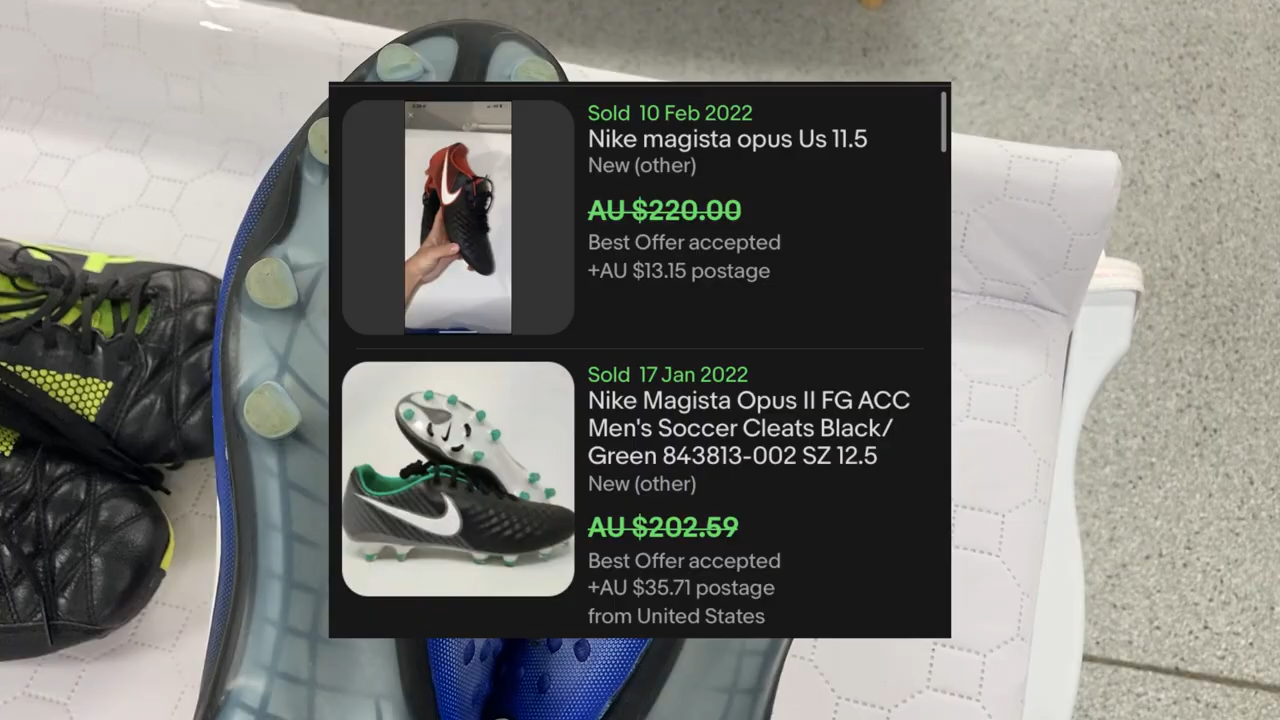 Sold 10 Feb 2022
Nike magista opus Us 11.5
New (other)
AU $220.00
Best Offer accepted
+AU $13.15 postage
Sold 17 Jan 2022
Nike Magista Opus II FG ACC
Men's Soccer Cleats Black/
Green 843813-002 SZ 12.5
New (other)
AU $202.59
Best Offer accepted
+AU $35.71 postage
from United States